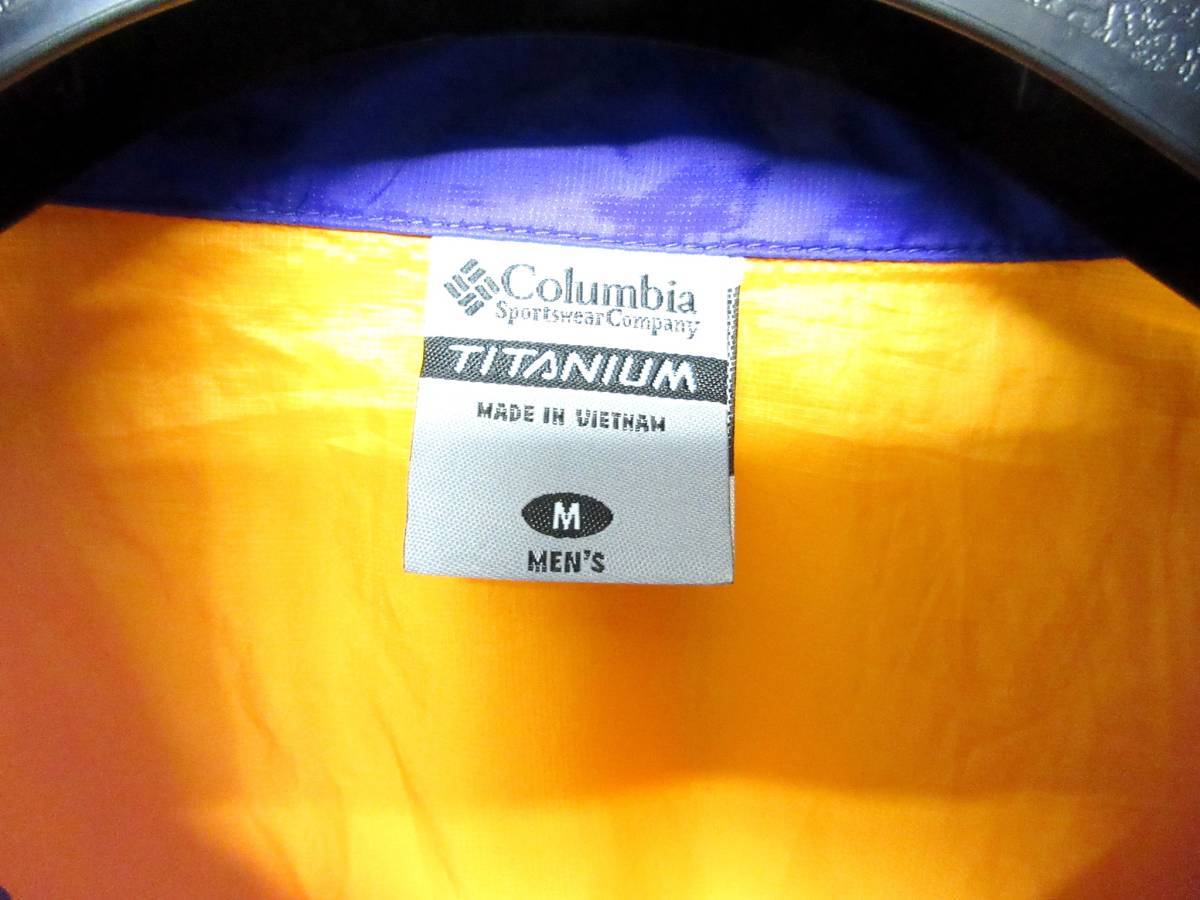 Columbia
Sportswear Company
TITANIUM
MADE IN VIETNAM
M
MEN'S